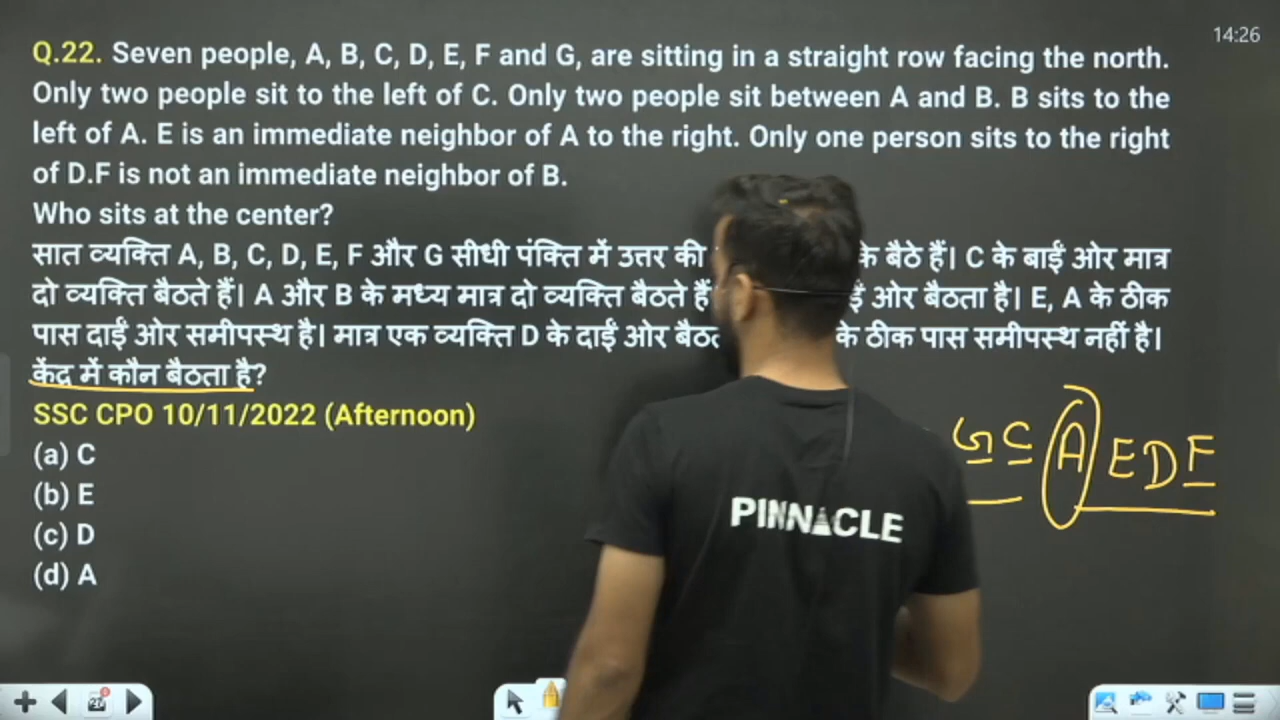 14:26
Q.22. Seven people, A, B, C, D, E, F and G, are sitting in a straight row facing the north.
Only two people sit to the left of C. Only two people sit between A and B. B sits to the
left of A. E is an immediate neighbor of A to the right. Only one person sits to the right
of D.F is not an immediate neighbor of B.
Who sits at the center?
सात व्यक्ति A, B, C, D, E, F और G सीधी पंक्ति में उत्तर की के बैठे हैं। C के बाईं ओर मात्र
दो व्यक्ति बैठते हैं। A और B के मध्य मात्र दो व्यक्ति बैठते हैं ओर बैठता है। E, A के ठीक
पास दाईं ओर समीपस्थ है। मात्र एक व्यक्ति D के दाईं ओर के ठीक पास समीपस्थ नहीं है।
केंद्र में कौन बैठता है?
SSC CPO 10/11/2022 (Afternoon)
(a) C
(b) E
(c) D
(d) A
G C A E D F
PINNACLE